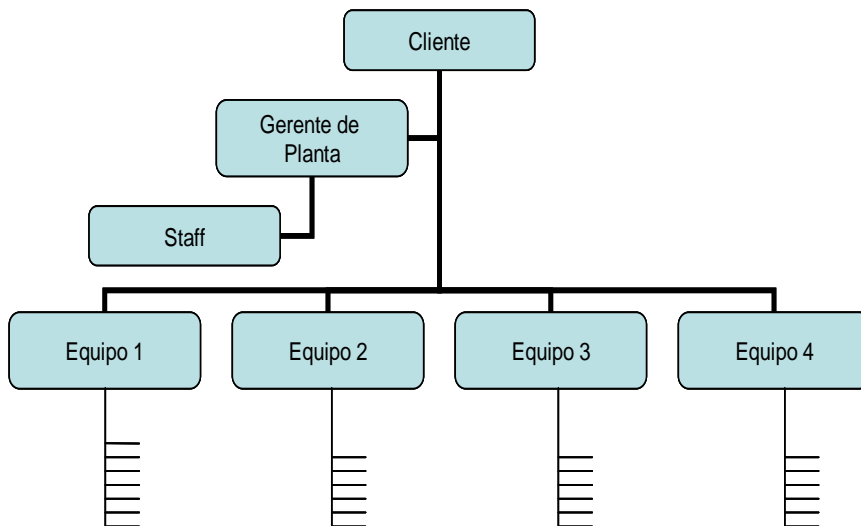 Cliente
Gerente de
Planta
Staff
Equipo 1
Equipo 2
Equipo 3
Equipo 4